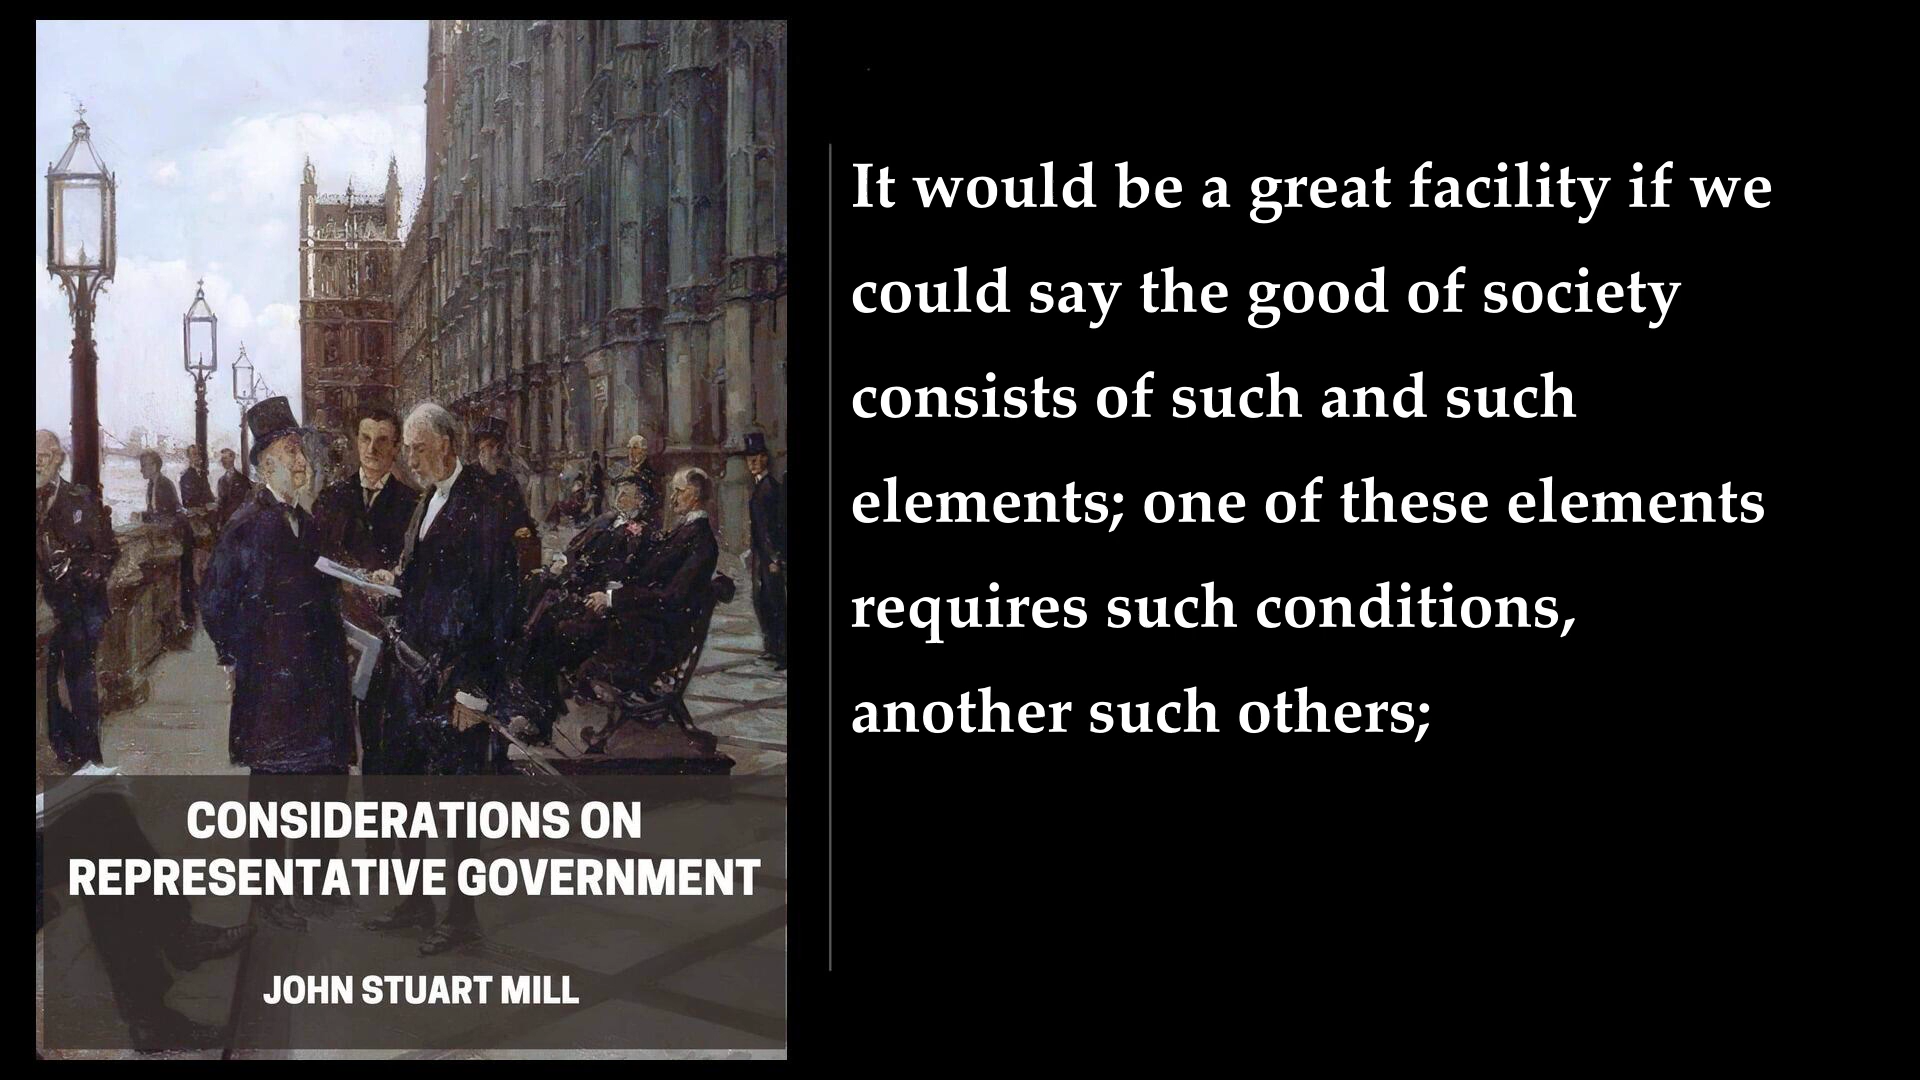 CONSIDERATIONS ON
REPRESENTATIVE GOVERNMENT
JOHN STUART MILL
It would be a great facility if we
could say the good of society
consists of such and such
elements; one of these elements
requires such conditions,
another such others;